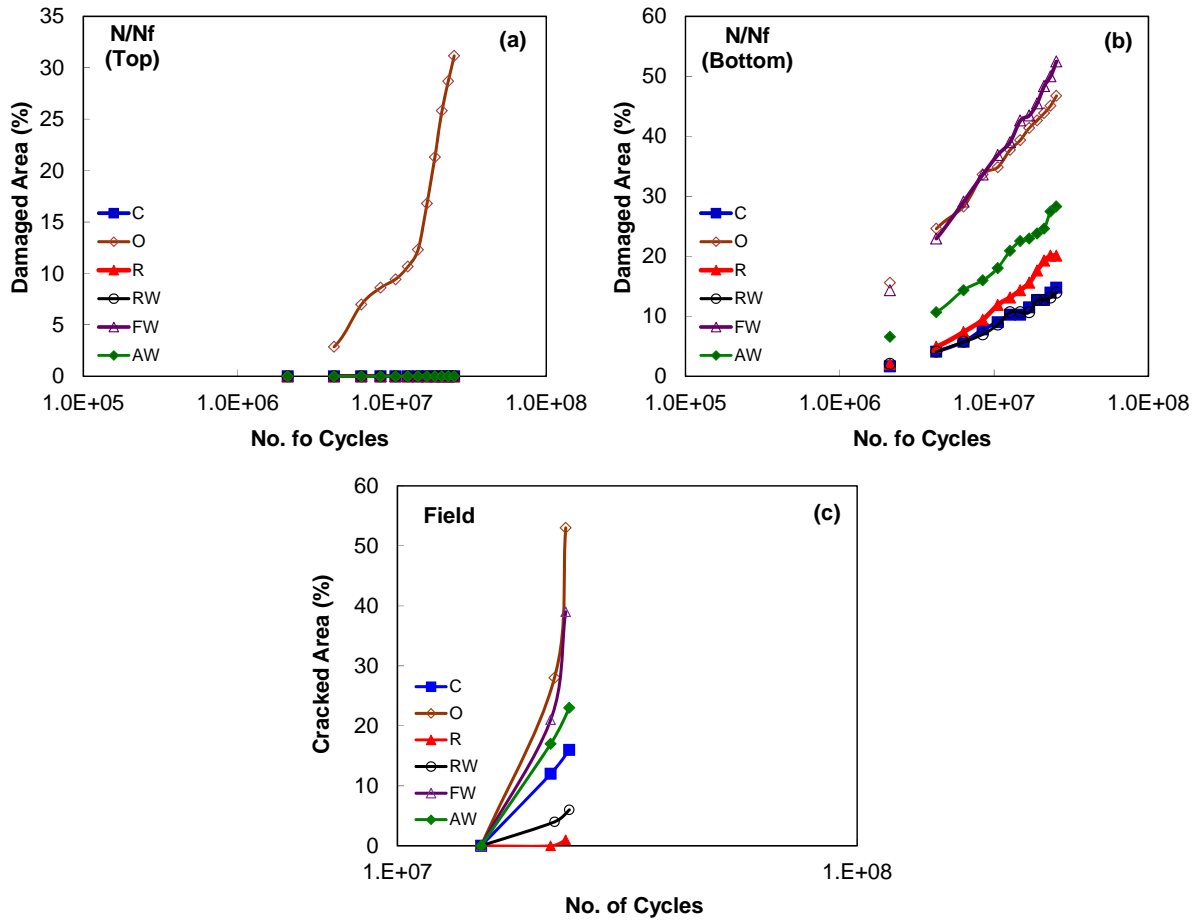 N/Nf
(Top)
(a)
35
30
25
20
15
10
5
0
Damaged Area (%)
C
O
R
RW
FW
AW
1.0E+05 1.0E+06 1.0E+07 1.0E+08
No. fo Cycles
N/Nf
(Bottom)
(b)
60
50
40
30
20
10
0
Damaged Area (%)
C
O
R
RW
FW
AW
1.0E+05 1.0E+06 1.0E+07 1.0E+08
No. fo Cycles
Field
(c)
60
50
40
30
20
10
0
Cracked Area (%)
C
O
R
RW
FW
AW
1.E+07 1.E+08
No. of Cycles